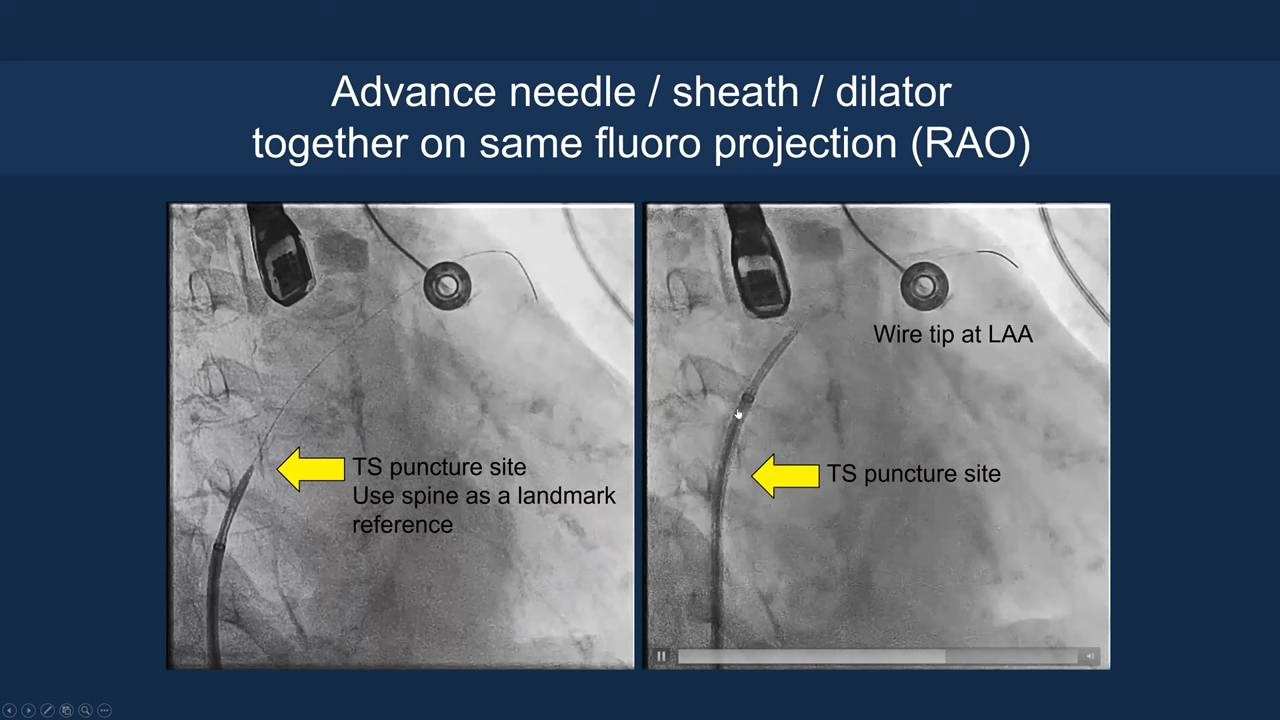 Advance needle / sheath / dilator
together on same fluoro projection (RAO)
TS puncture site
Use spine as a landmark
reference
Wire tip at LAA
TS puncture site